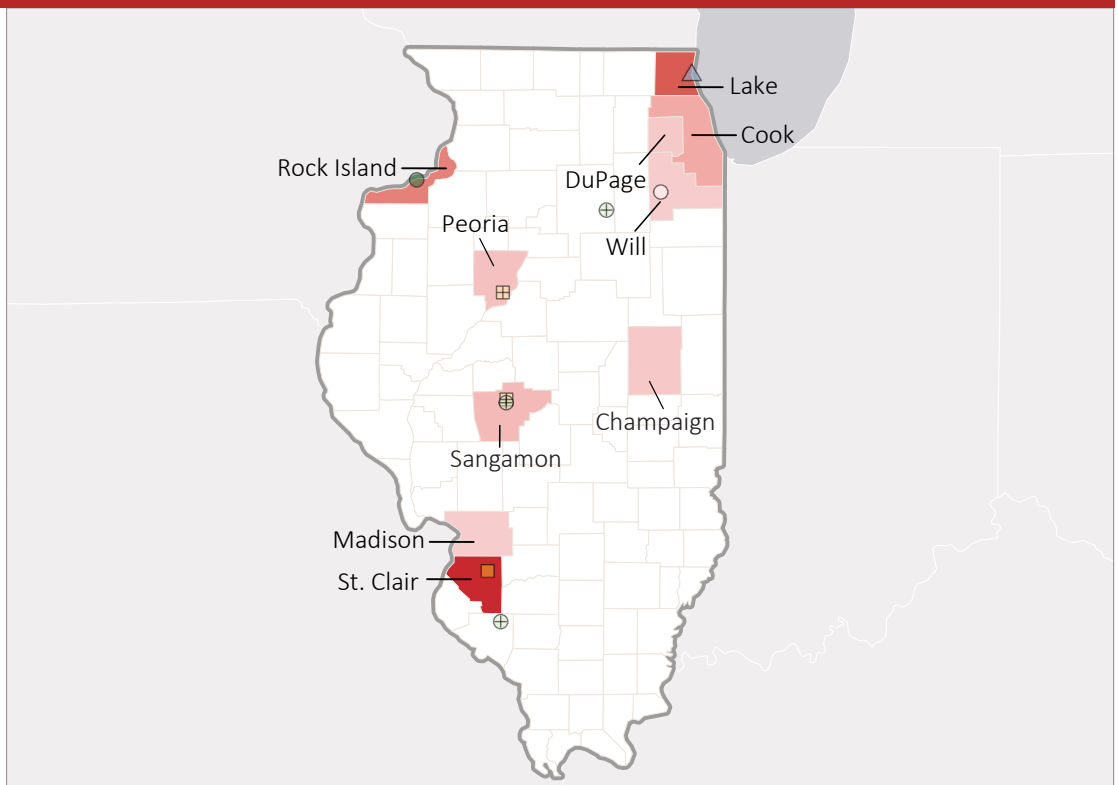 Lake
Cook
Rock Island
DuPage
Peoria
Will
Champaign
Sangamon
Madison
St. Clair